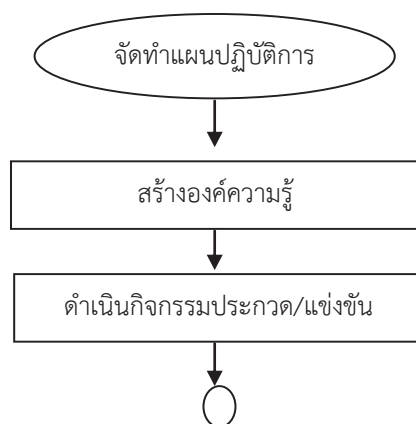 จัดทำแผนปฏิบัติการ
สร้างองค์ความรู้
ดำเนินกิจกรรมประกวด/แข่งขัน